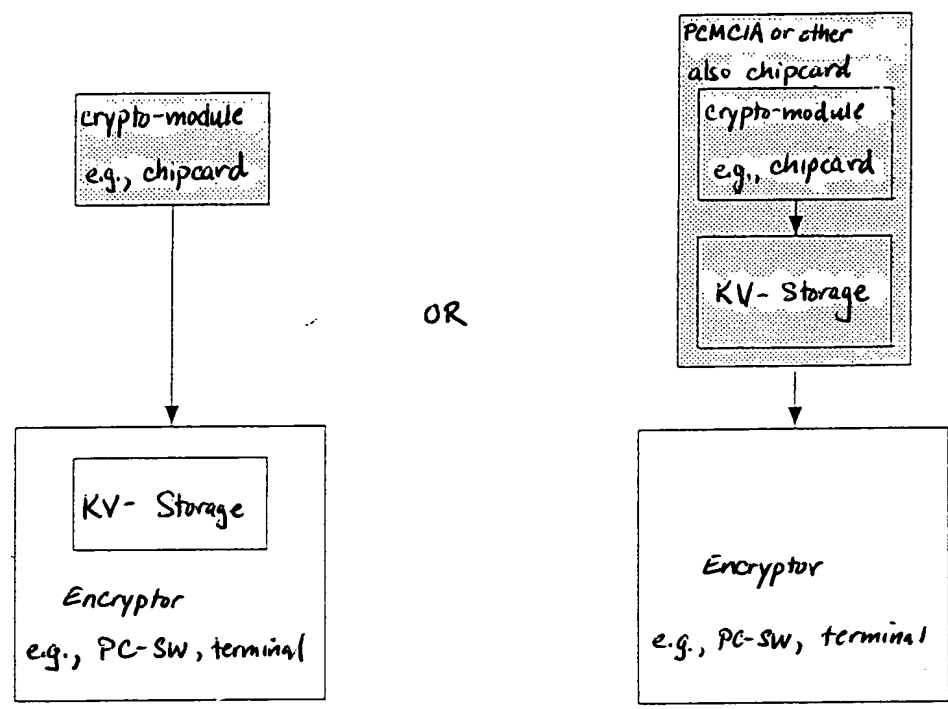 crypto-module
e.g., chipcard
KV- Storage
Encryptor
e.g., PC-SW, terminal
OR
PCMCIA or other
also chipcard
crypto-module
e.g., chipcard
KV- Storage
Encryptor
e.g., PC-SW, terminal